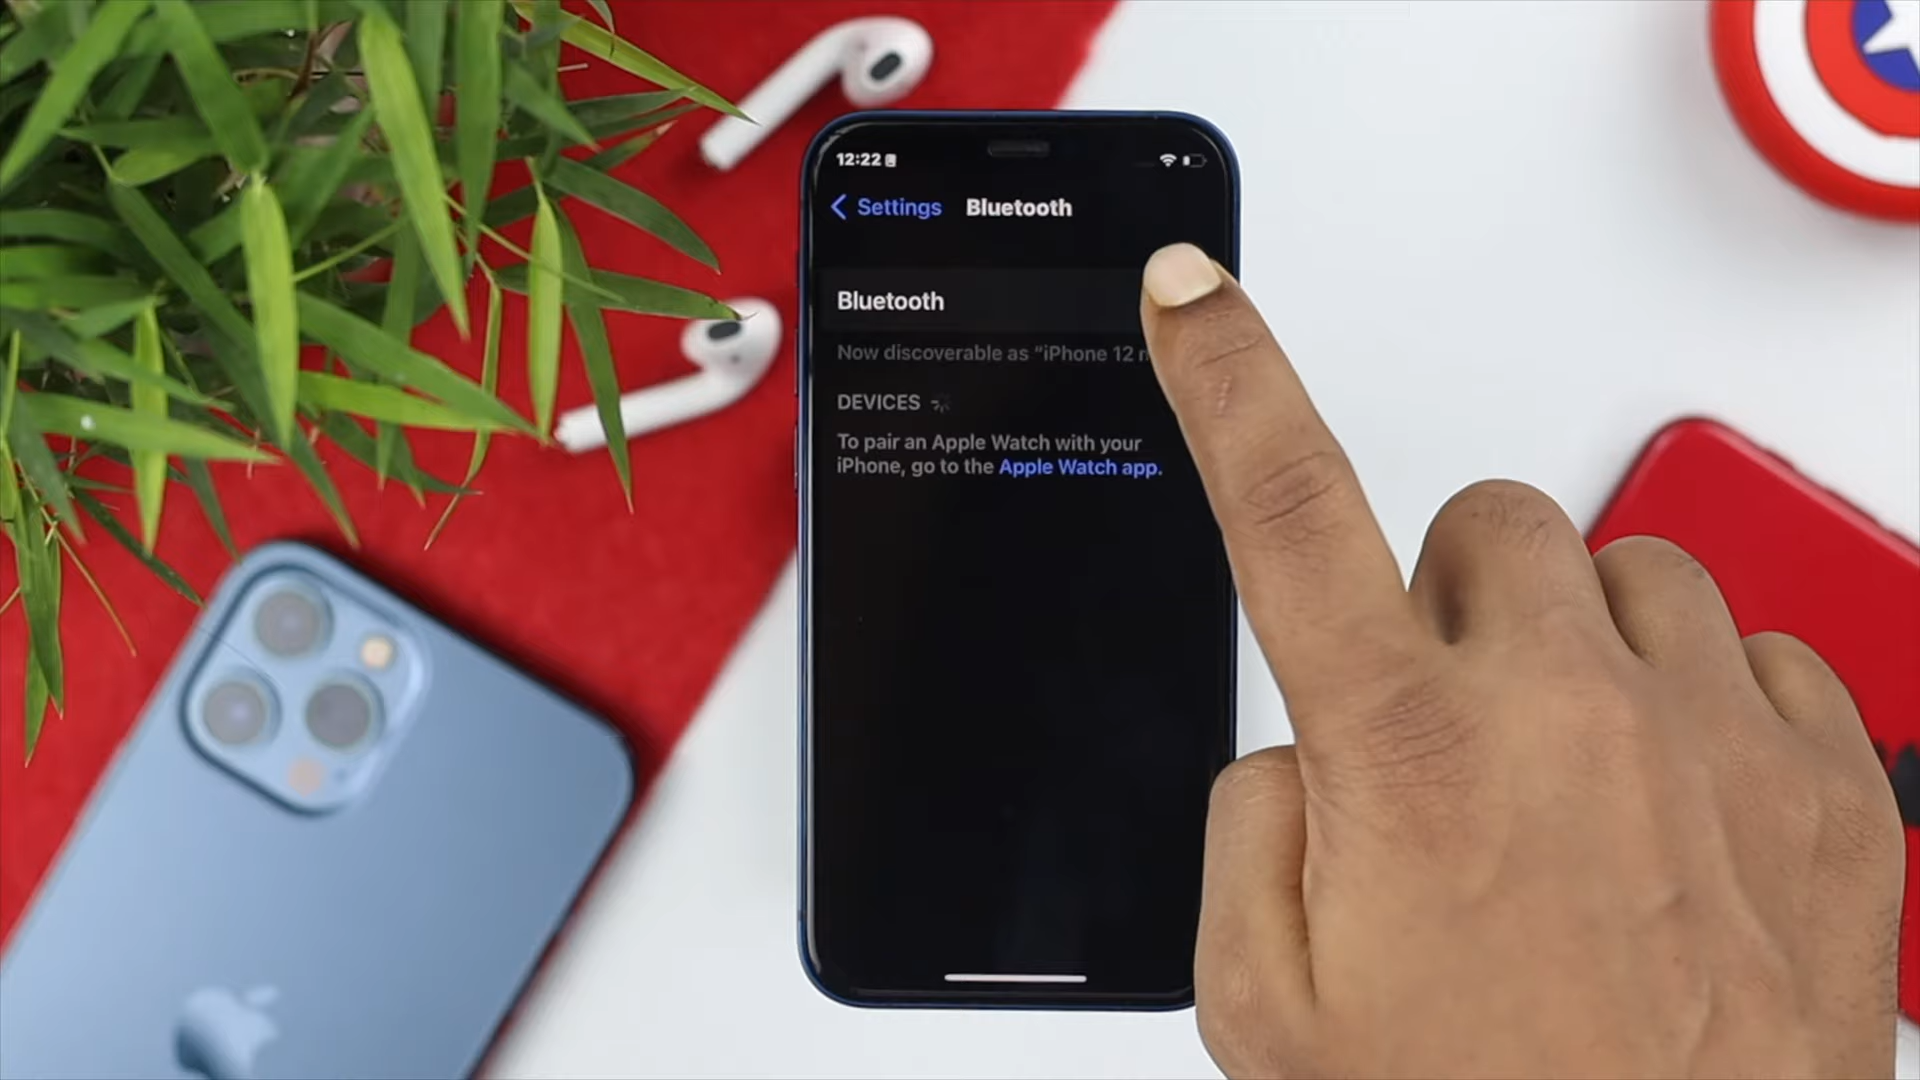 12:22
Settings Bluetooth
Bluetooth
Now discoverable as “iPhone 12
DEVICES
To pair an Apple Watch with your
iPhone, go to the Apple Watch app.